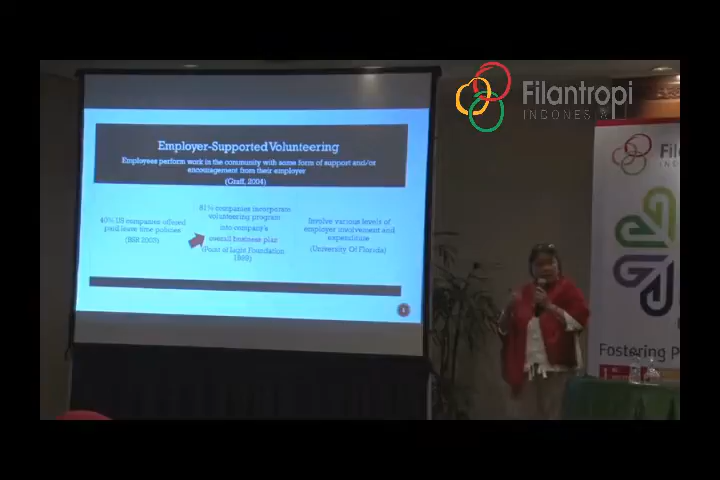 Filantropi
INDONESIA
Employer-Supported Volunteering
Employees perform work in the community with some form of support and/or
encouragement from their employer
(Graff, 2004)
40% US companies offered
paid leave time policies
81% companies incorporate
volunteering program
into company's
overall business plan
(Point of Light Foundation
Involve various levels of
employer involvement and
expenditure
(University Of Florida)
Fostering P